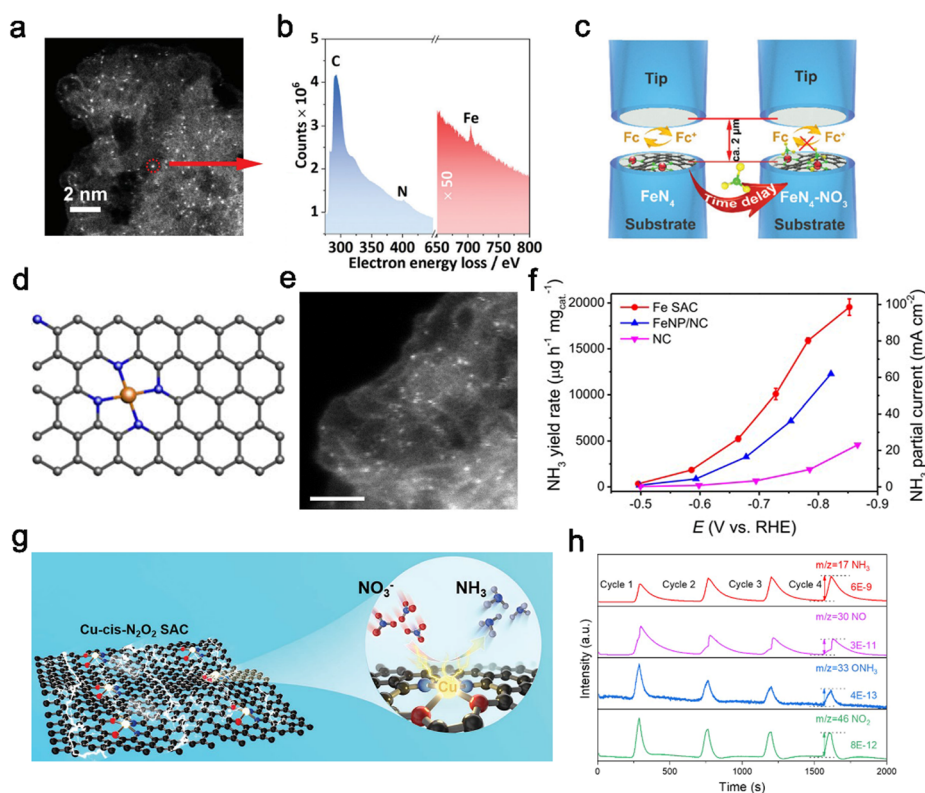 a
2 nm
b
Counts × 10⁶
6
5
4
3
2
1
C
N
Fe
× 50
300 350 400 650 700 750 800
Electron energy loss / eV
c
Tip
Tip
Fc
Fc⁺
ca. 2 μm
Fc
Fc⁺
FeN₄
Time delay
FeN₄-NO₃
Substrate
Substrate
d
e
f
NH₃ yield rate (μg h⁻¹ mg_cat.⁻¹)
20000
15000
10000
5000
0
Fe SAC
FeNP/NC
NC
100
80
60
40
20
0
NH₃ partial current (mA cm⁻²)
-0.5 -0.6 -0.7 -0.8 -0.9
E (V vs. RHE)
g
Cu-cis-N₂O₂ SAC
NO₃⁻
NH₃
Cu
h
Intensity (a.u.)
m/z=17 NH₃
Cycle 1 Cycle 2 Cycle 3 Cycle 4
6E-9
m/z=30 NO
3E-11
m/z=33 ONH₃
4E-13
m/z=46 NO₂
8E-12
0 500 1000 1500 2000
Time (s)